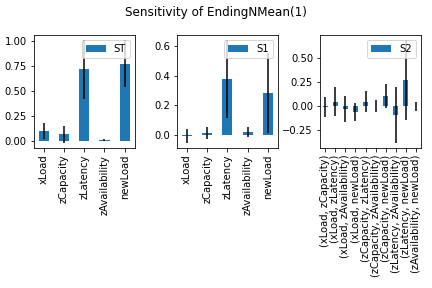 Sensitivity of EndingNMean(1)
ST
1.00
0.75
0.50
0.25
0.00
xLoad
zCapacity
zLatency
zAvailability
newLoad
S1
0.6
0.4
0.2
0.0
xLoad
zCapacity
zLatency
zAvailability
newLoad
S2
0.50
0.25
0.00
−0.25
(xLoad, zCapacity)
(xLoad, zLatency)
(xLoad, zAvailability)
(xLoad, newLoad)
(zCapacity, zLatency)
(zCapacity, zAvailability)
(zCapacity, newLoad)
(zLatency, zAvailability)
(zLatency, newLoad)
(zAvailability, newLoad)